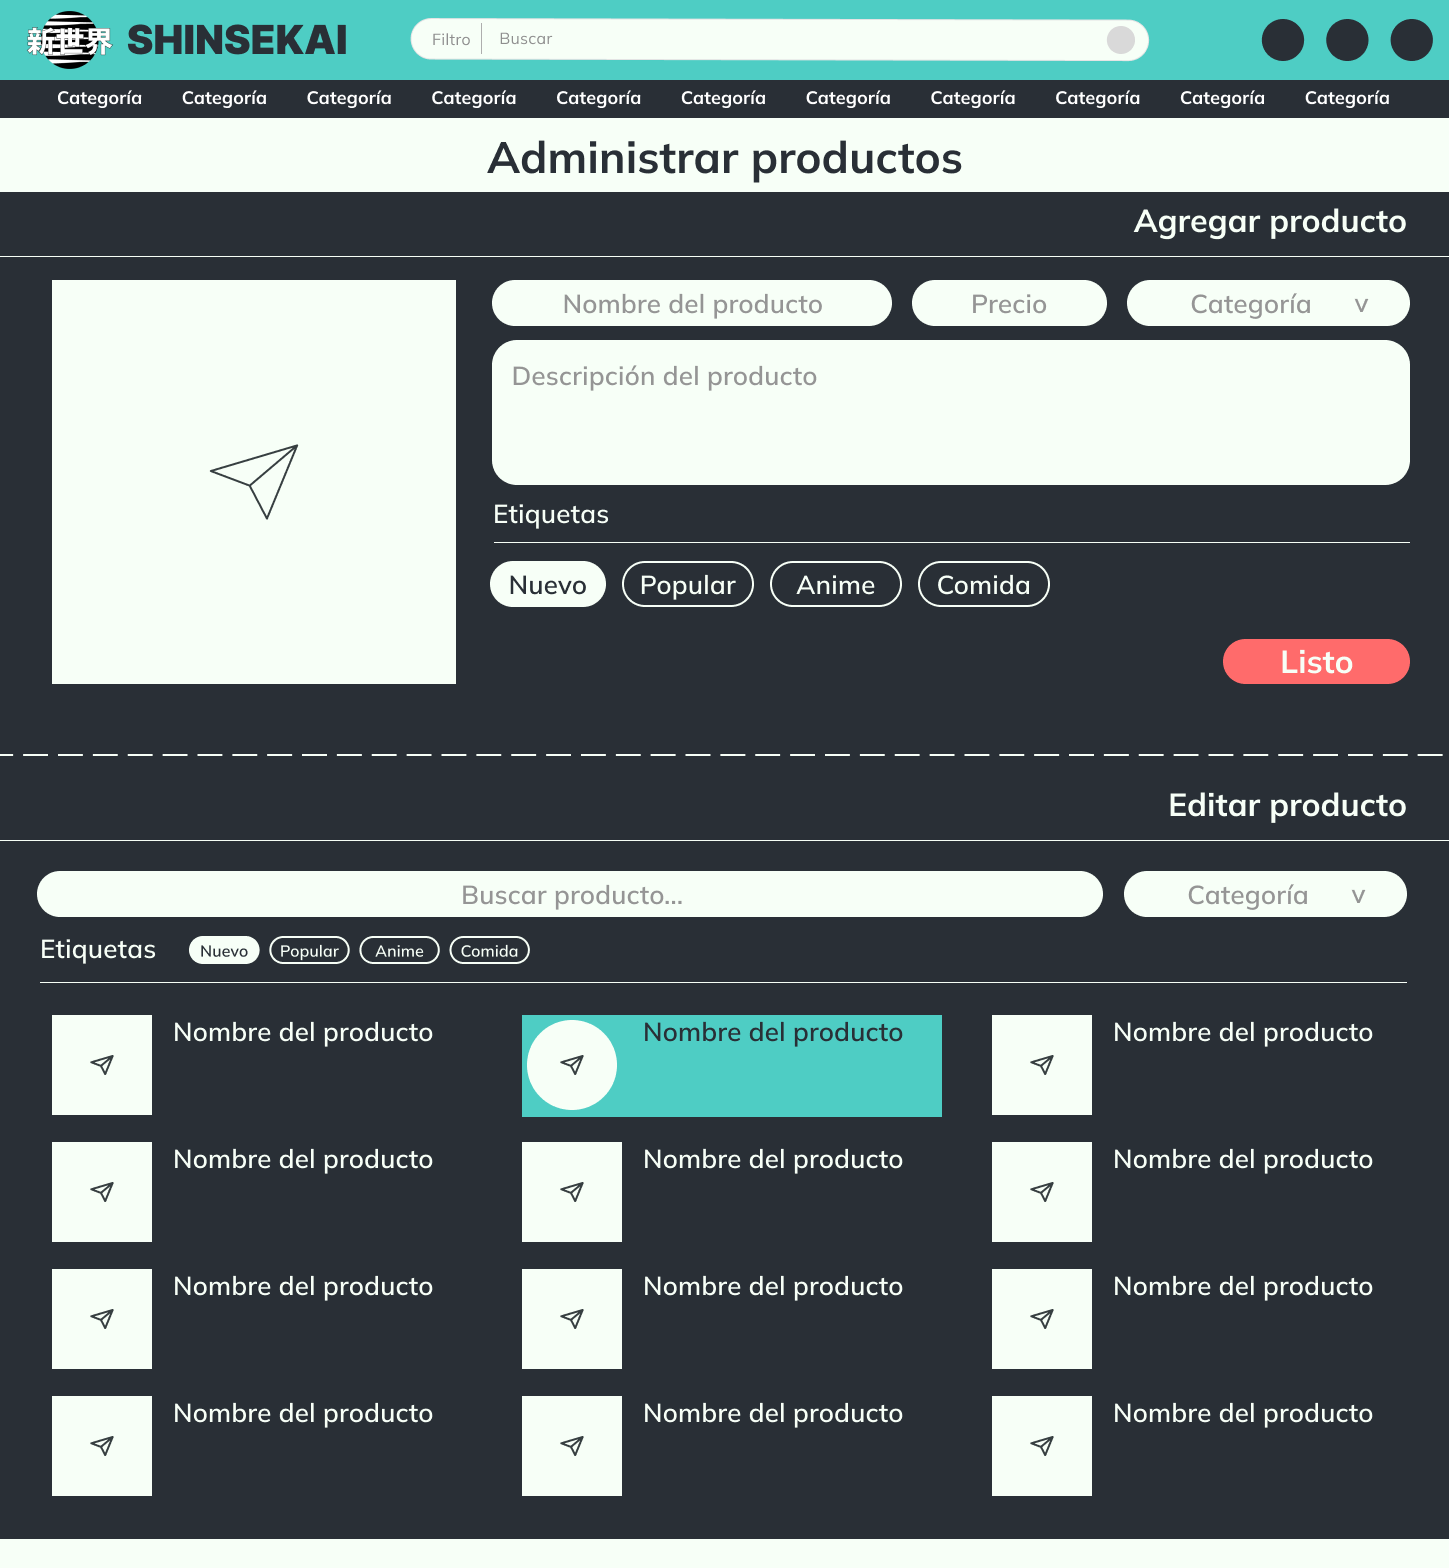 新世界 SHINSEKAI
Filtro Buscar
Categoría Categoría Categoría Categoría Categoría Categoría Categoría Categoría Categoría Categoría Categoría
Administrar productos
Agregar producto
Nombre del producto Precio Categoría v
Descripción del producto
Etiquetas
Nuevo Popular Anime Comida
Listo
Editar producto
Buscar producto... Categoría v
Etiquetas Nuevo Popular Anime Comida
Nombre del producto Nombre del producto Nombre del producto
Nombre del producto Nombre del producto Nombre del producto
Nombre del producto Nombre del producto Nombre del producto
Nombre del producto Nombre del producto Nombre del producto